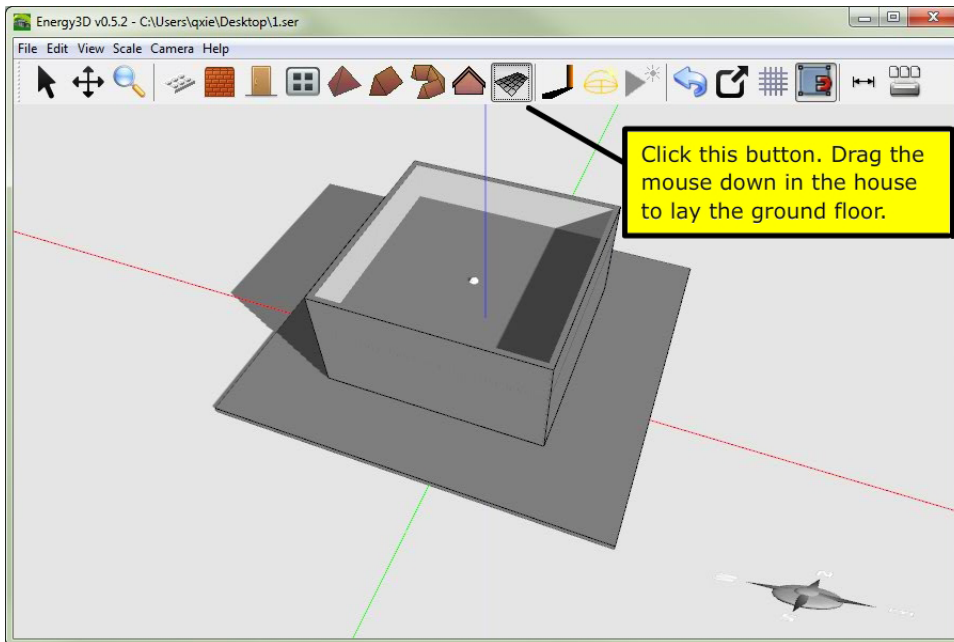 Energy3D v0.5.2 - C:\Users\qxie\Desktop\1.ser
File Edit View Scale Camera Help
Click this button. Drag the
mouse down in the house
to lay the ground floor.